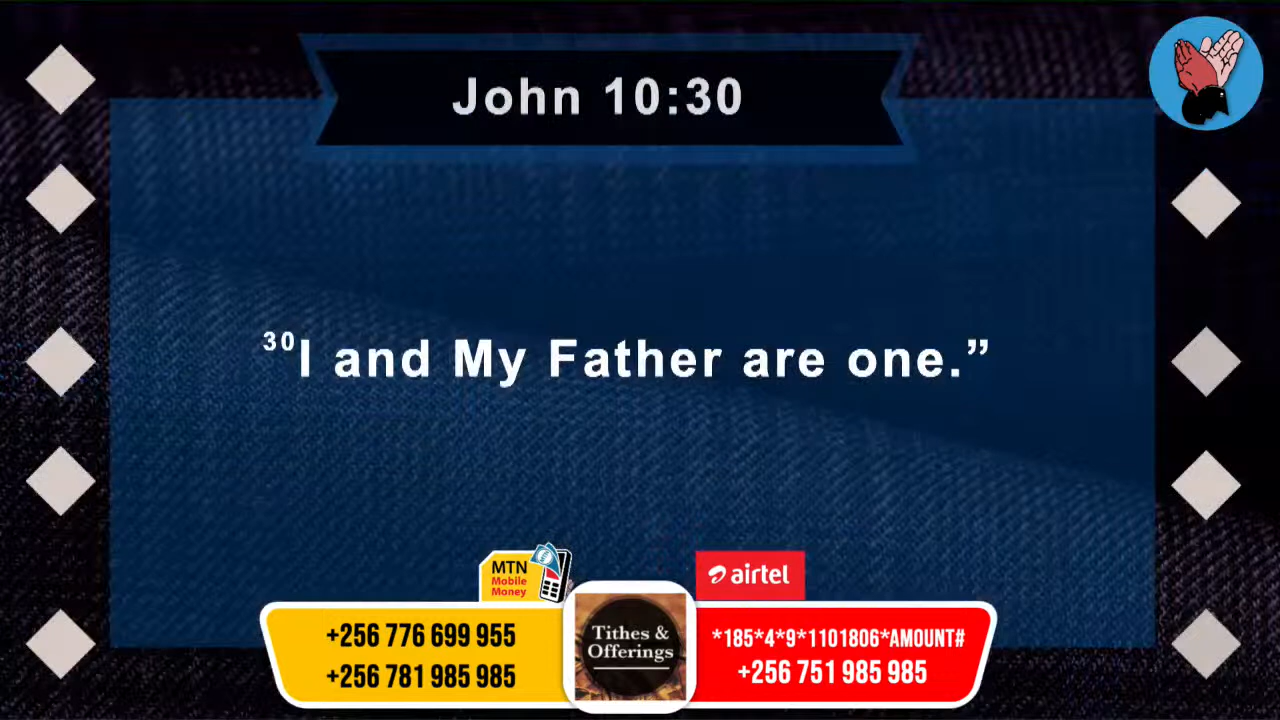 John 10:30
³⁰I and My Father are one.”
MTN
Mobile
Money
airtel
+256 776 699 955
+256 781 985 985
Tithes &
Offerings
*185*4*9*1101806*AMOUNT#
+256 751 985 985